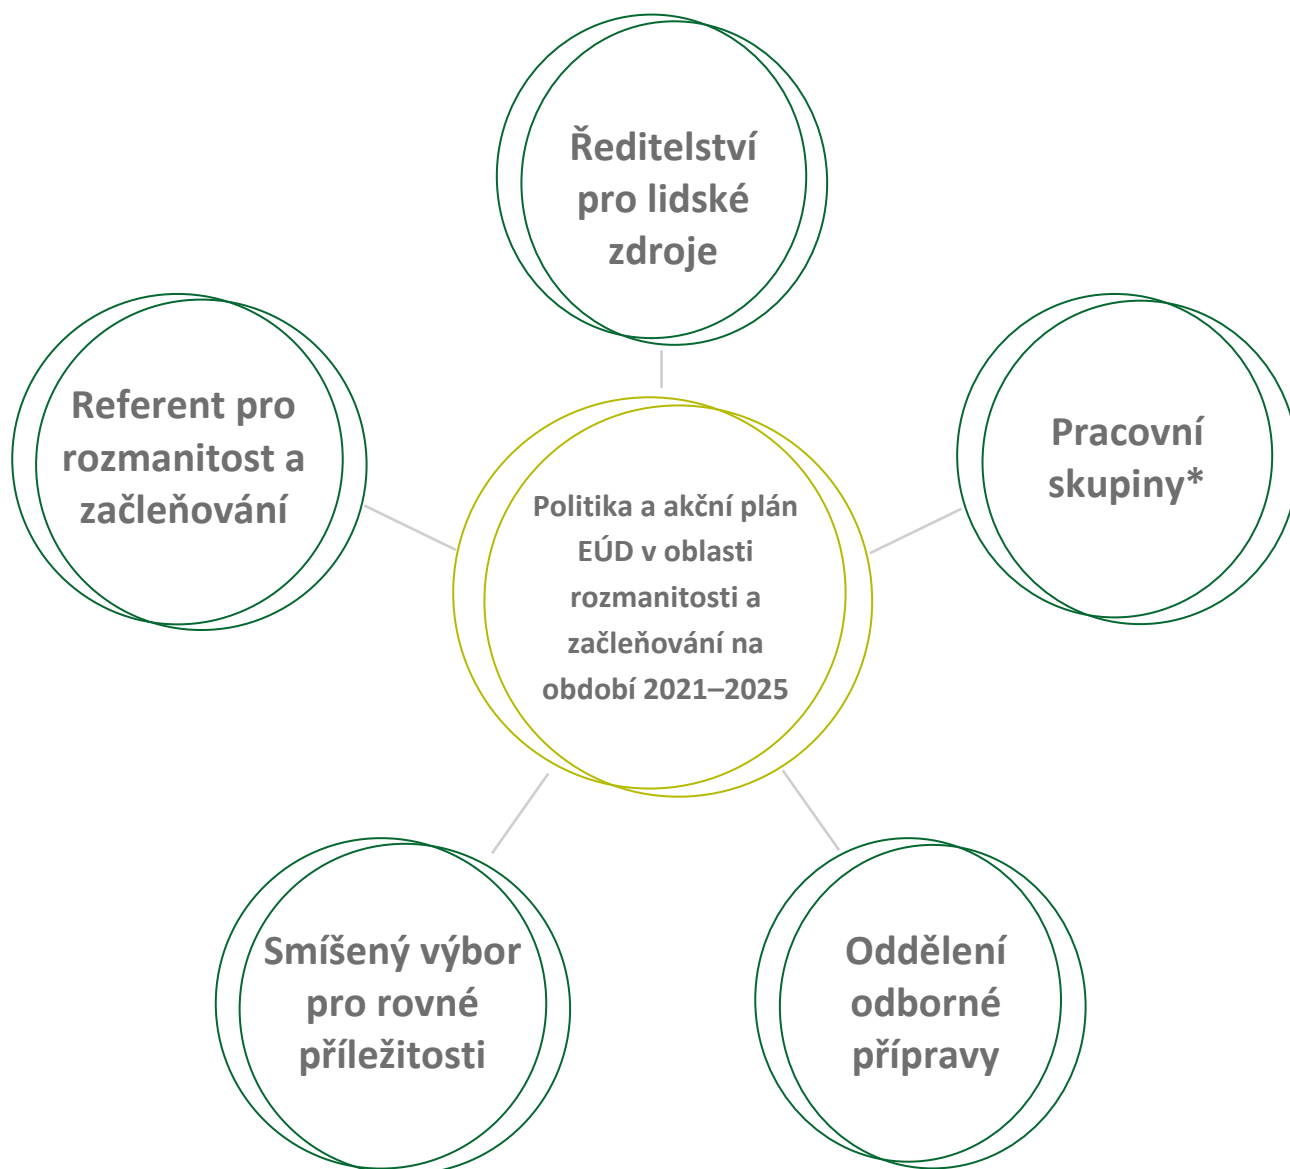 Ředitelství
pro lidské
zdroje
Referent pro
rozmanitost a
začleňování
Pracovní
skupiny*
Politika a akční plán
EÚD v oblasti
rozmanitosti a
začleňování na
období 2021–2025
Smíšený výbor
pro rovné
příležitosti
Oddělení
odborné
přípravy